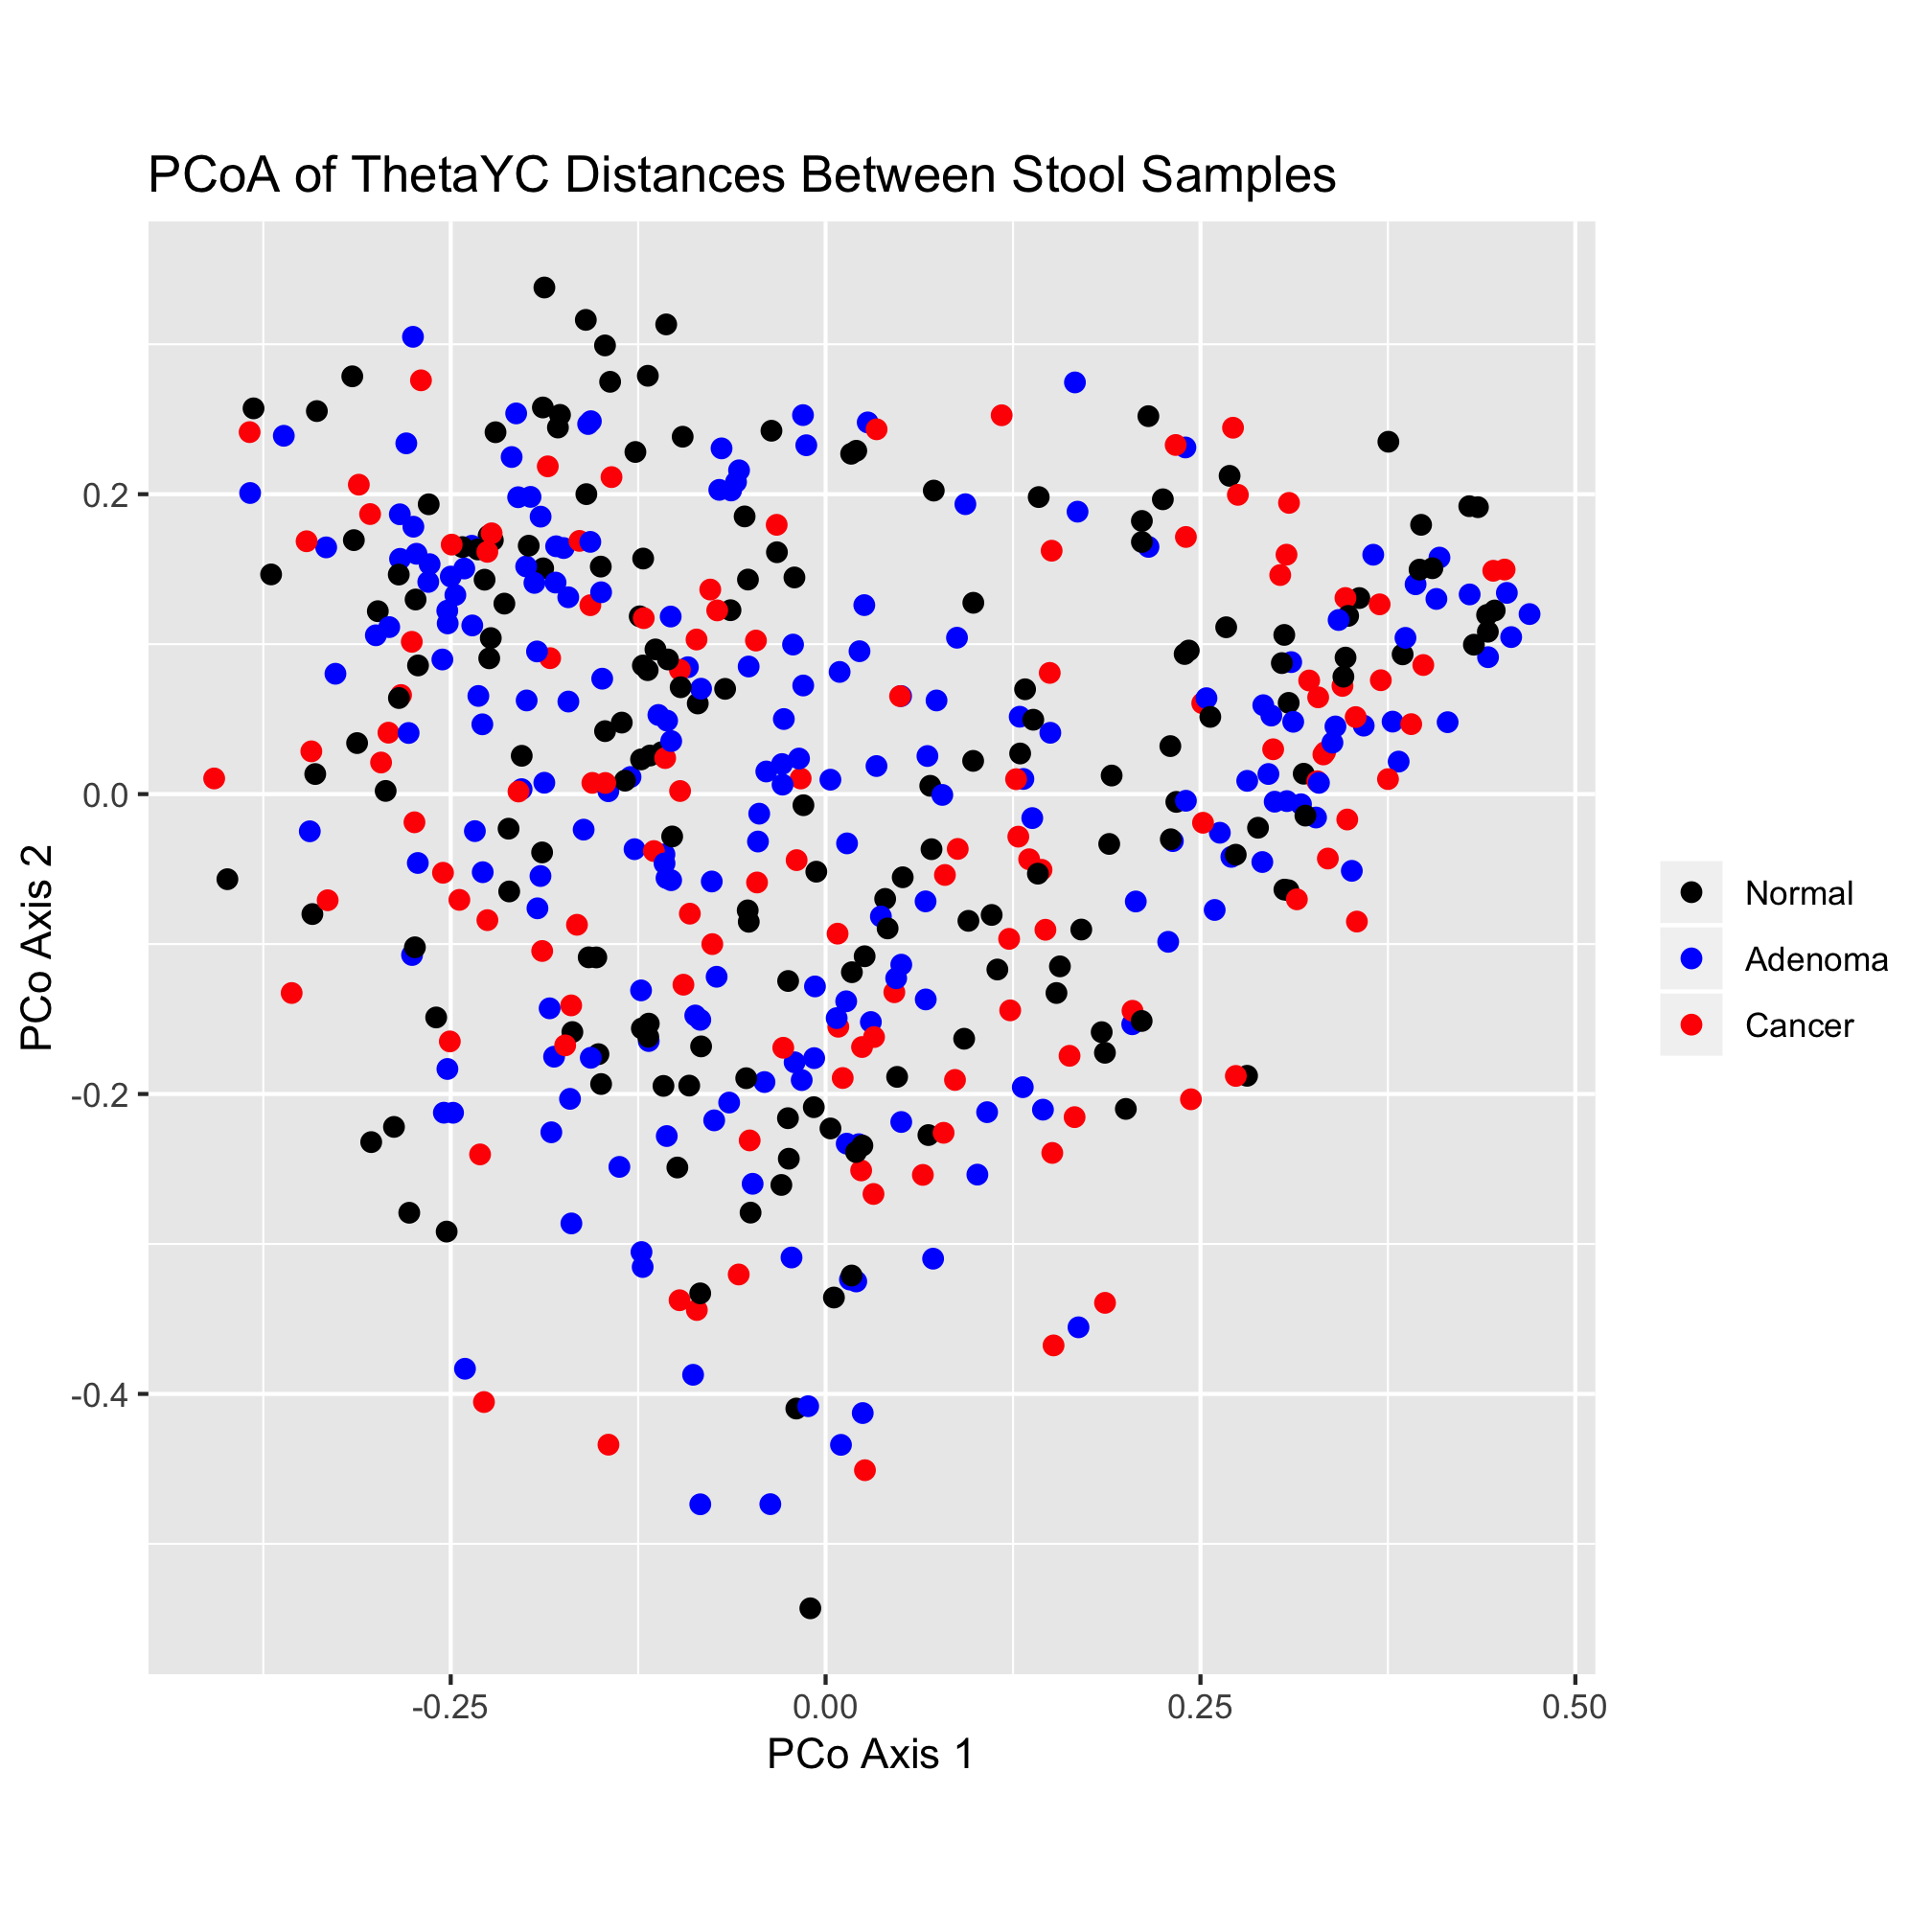 PCoA of ThetaYC Distances Between Stool Samples
0.2
0.0
-0.2
-0.4
PCo Axis 2
-0.25
0.00
0.25
0.50
PCo Axis 1
Normal
Adenoma
Cancer